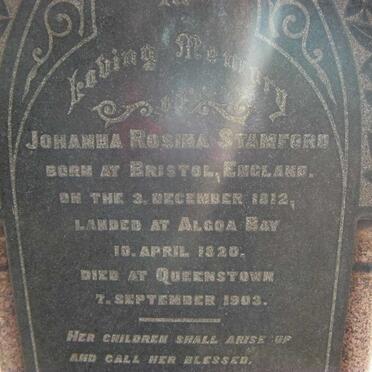 In
Loving Memory
of
JOHANNA ROSINA STAMFORD
BORN AT BRISTOL, ENGLAND.
ON THE 3. DECEMBER 1812,
LANDED AT ALGOA BAY
10. APRIL 1820.
DIED AT QUEENSTOWN
7. SEPTEMBER 1903.
HER CHILDREN SHALL ARISE UP
AND CALL HER BLESSED.